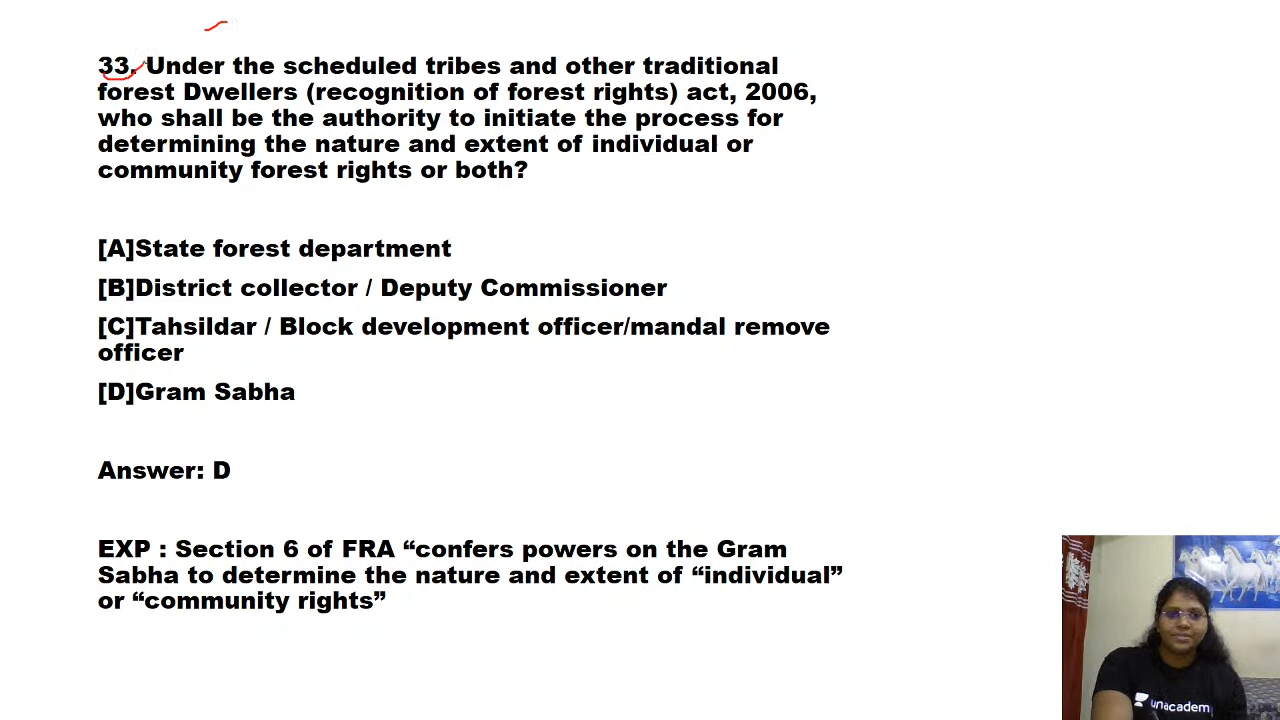 33. Under the scheduled tribes and other traditional
forest Dwellers (recognition of forest rights) act, 2006,
who shall be the authority to initiate the process for
determining the nature and extent of individual or
community forest rights or both?
[A]State forest department
[B]District collector / Deputy Commissioner
[C]Tahsildar / Block development officer/mandal remove
officer
[D]Gram Sabha
Answer: D
EXP : Section 6 of FRA “confers powers on the Gram
Sabha to determine the nature and extent of “individual”
or “community rights”
unacadem